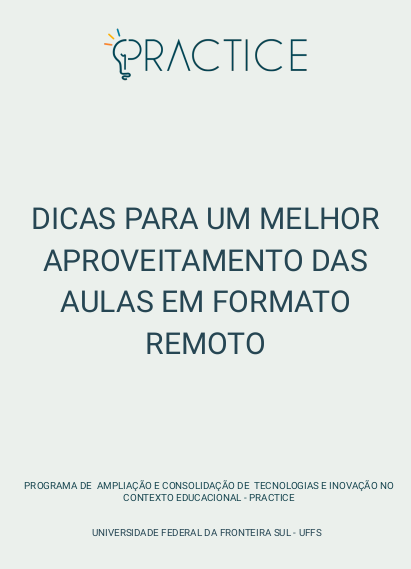 PRACTICE
DICAS PARA UM MELHOR
APROVEITAMENTO DAS
AULAS EM FORMATO
REMOTO
PROGRAMA DE AMPLIAÇÃO E CONSOLIDAÇÃO DE TECNOLOGIAS E INOVAÇÃO NO
CONTEXTO EDUCACIONAL - PRACTICE
UNIVERSIDADE FEDERAL DA FRONTEIRA SUL - UFFS